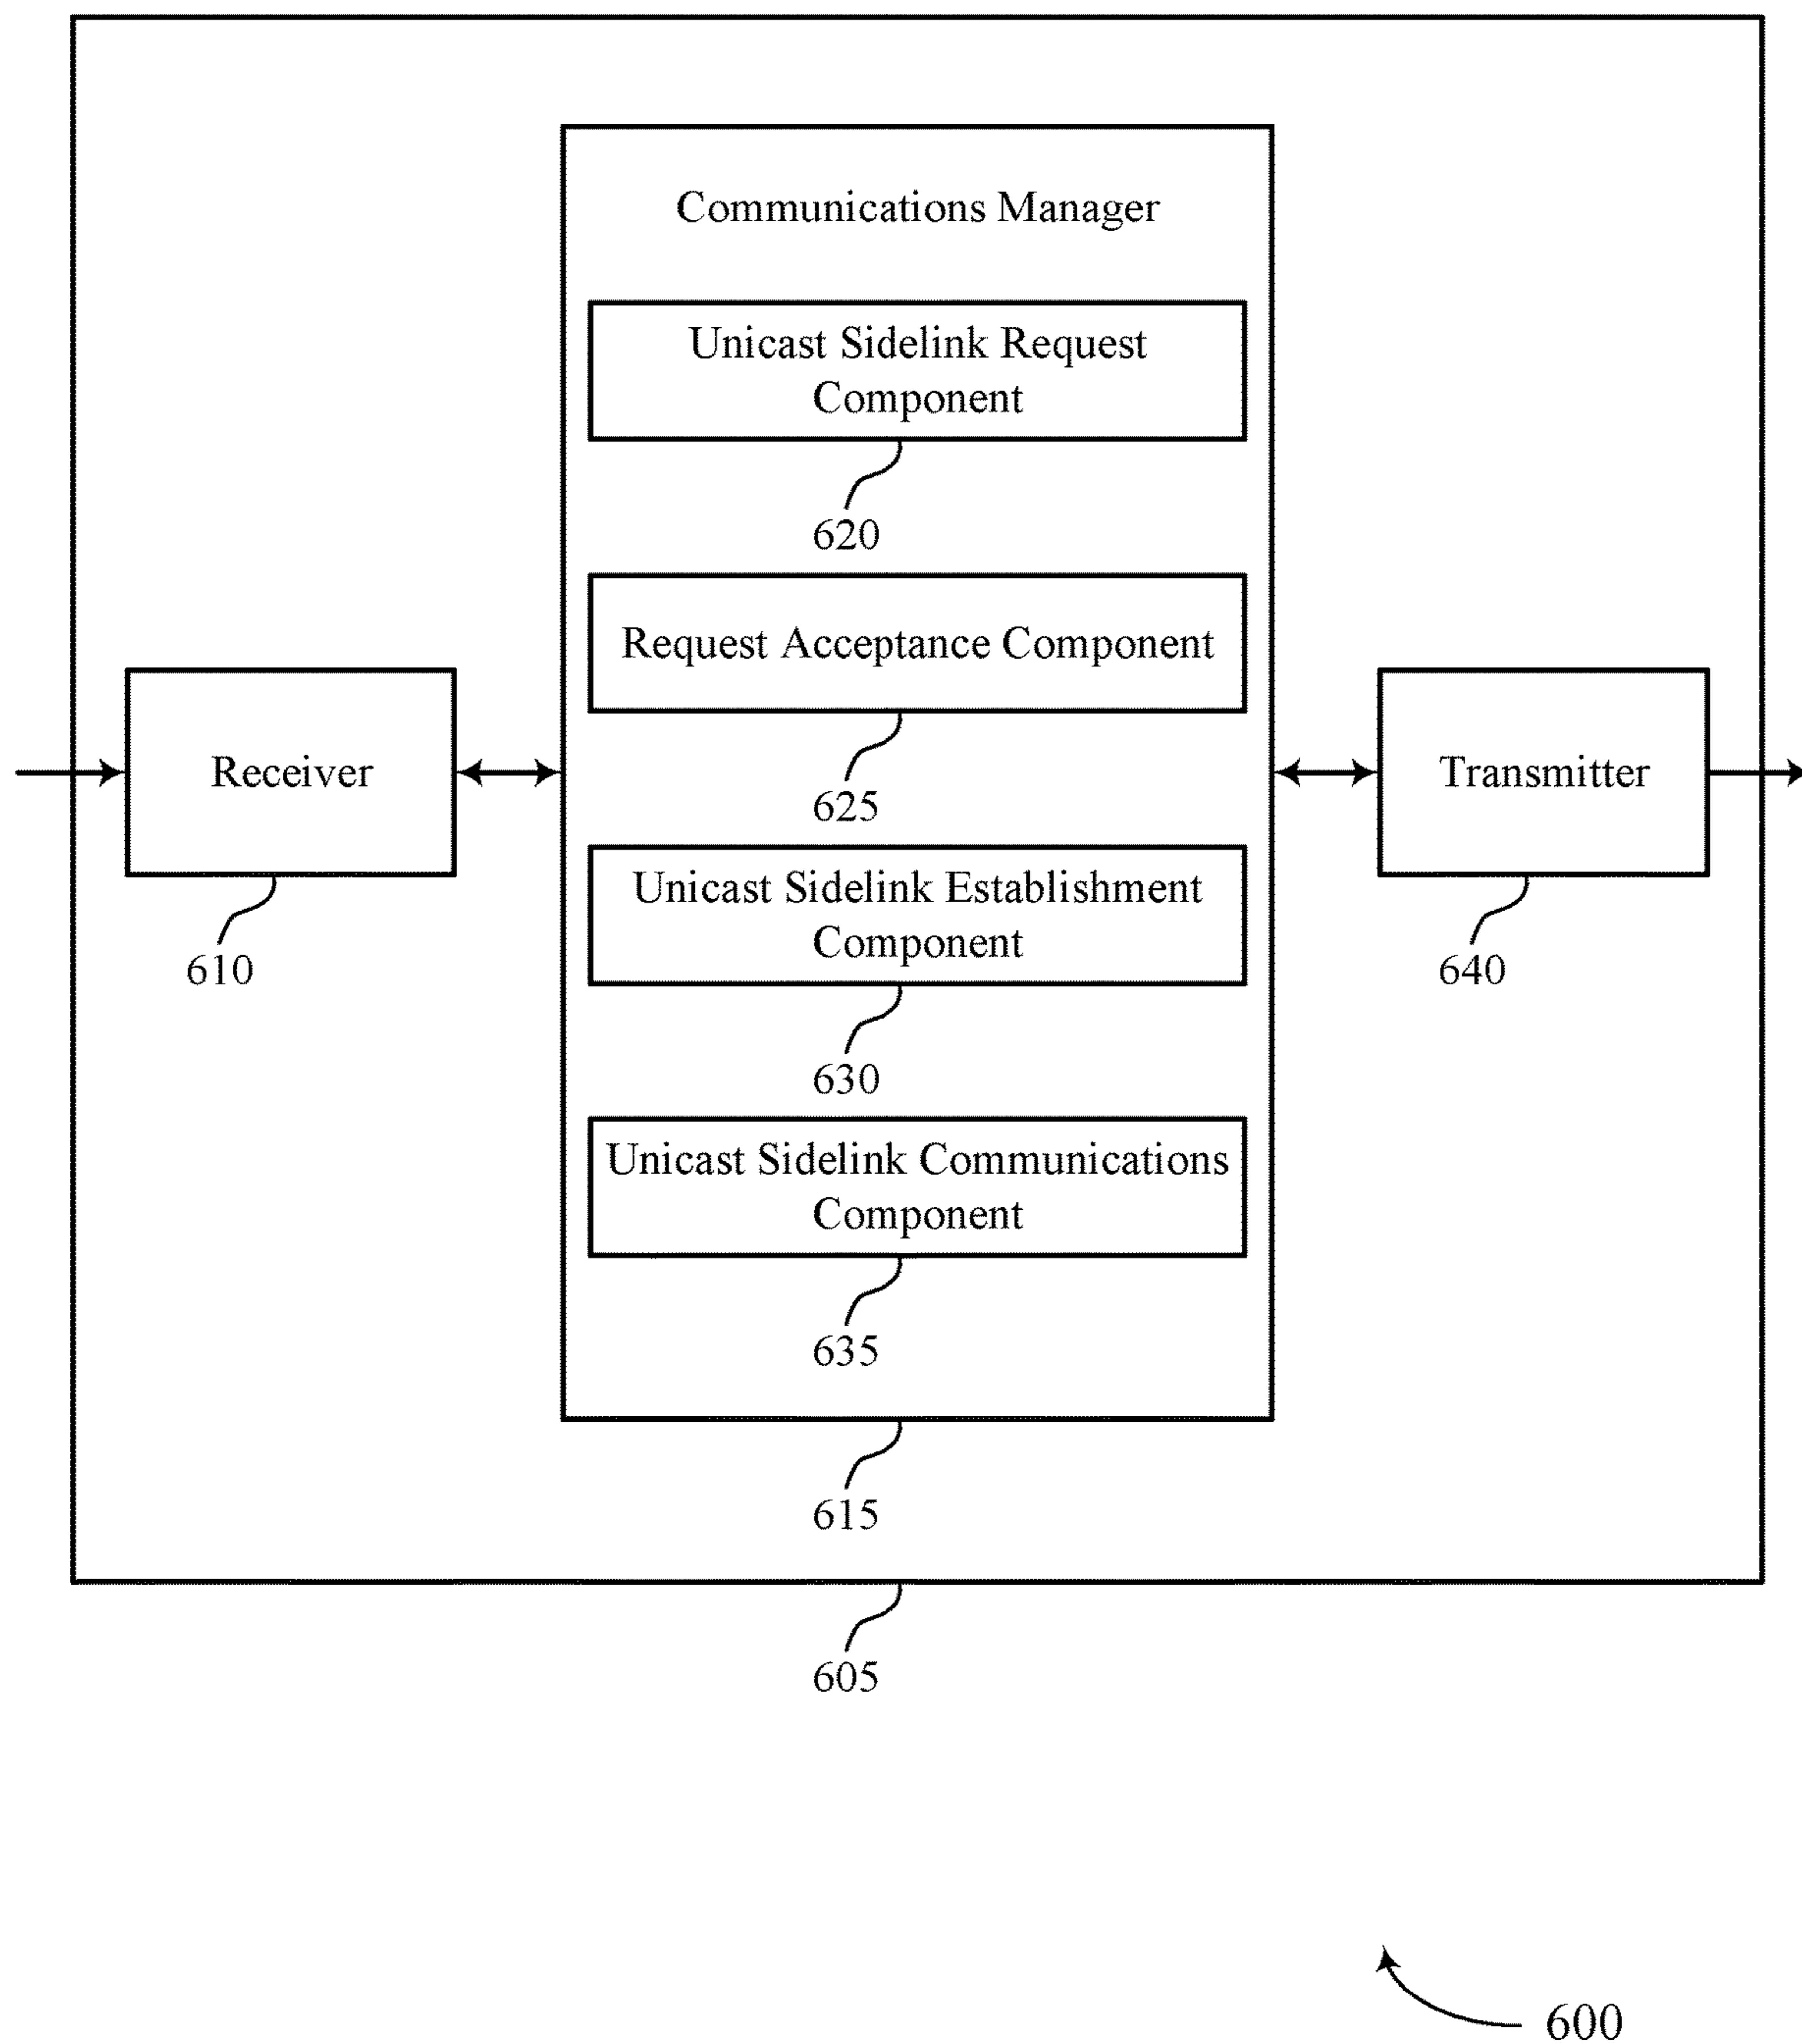 Communications Manager
Unicast Sidelink Request
Component
620
Request Acceptance Component
625
Receiver
610
Transmitter
640
Unicast Sidelink Establishment
Component
630
Unicast Sidelink Communications
Component
635
615
605
600